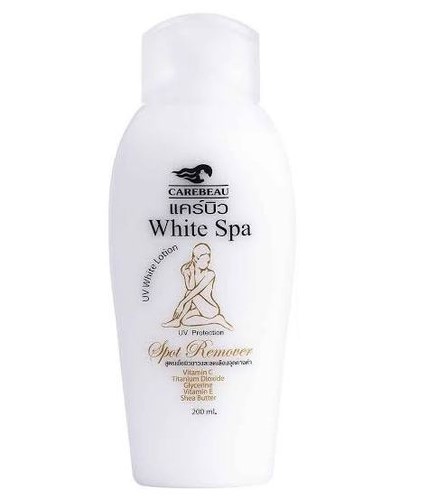 CAREBEAU
แคร์บิว
White Spa
UV White Lotion
UV Protection
Spot Remover
Vitamin C
Titanium Dioxide
Glycerine
Vitamin E
Shea Butter
200 ml.